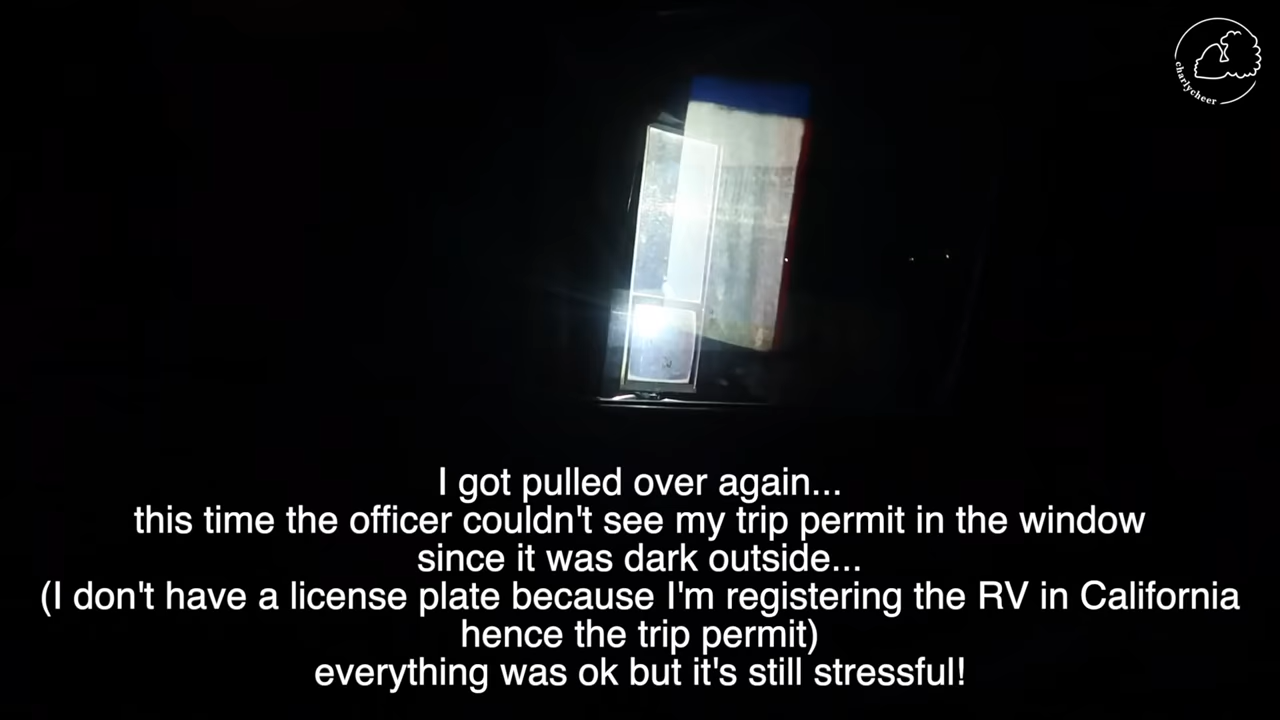 charlycheer
I got pulled over again...
this time the officer couldn't see my trip permit in the window
since it was dark outside...
(I don't have a license plate because I'm registering the RV in California
hence the trip permit)
everything was ok but it's still stressful!